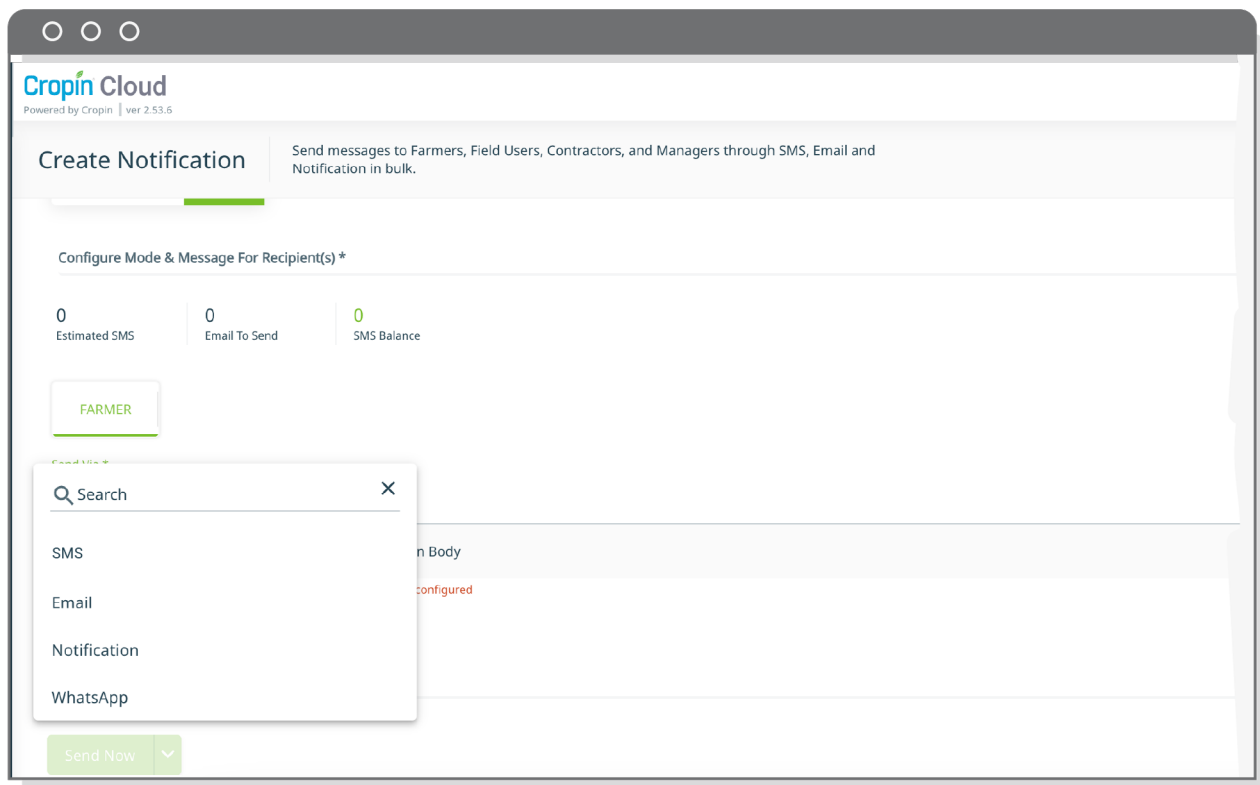 Cropin Cloud
Powered by Cropin | ver 2.53.6
Create Notification
Send messages to Farmers, Field Users, Contractors, and Managers through SMS, Email and
Notification in bulk.
Configure Mode & Message For Recipient(s) *
0
Estimated SMS
0
Email To Send
0
SMS Balance
FARMER
Send Via *
Search
SMS
Email
Notification
WhatsApp
n Body
configured
Send Now